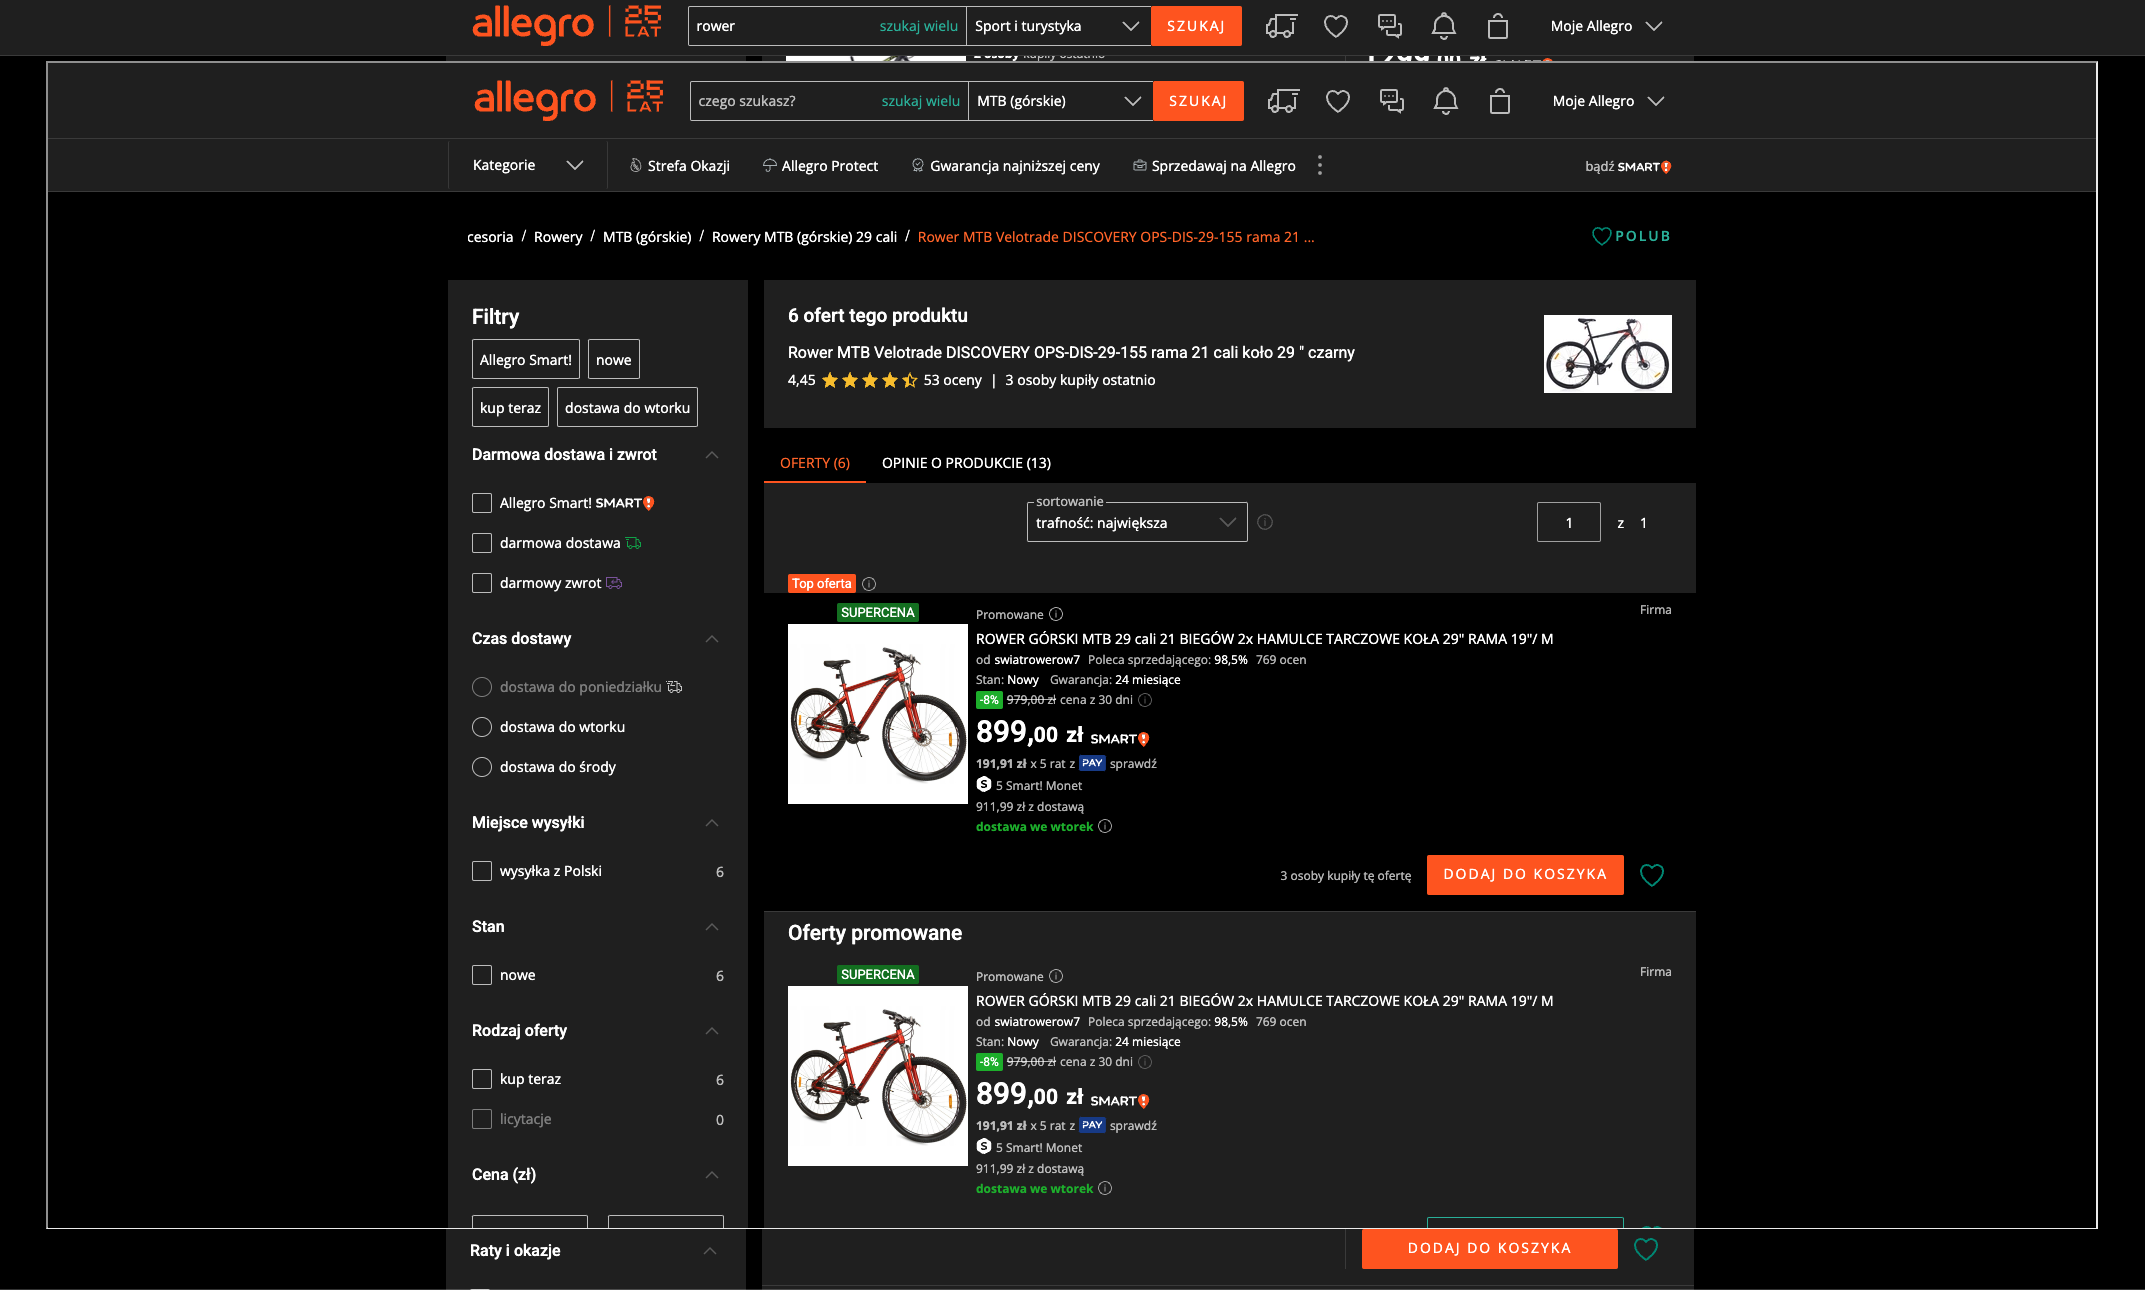 allegro 25 LAT
rower szukaj wielu Sport i turystyka SZUKAJ Moje Allegro
2 osoby kupiły ostatnio
allegro 25 LAT
czego szukasz? szukaj wielu MTB (górskie) SZUKAJ Moje Allegro
Kategorie Strefa Okazji Allegro Protect Gwarancja najniższej ceny Sprzedawaj na Allegro bądź SMART!
cesoria / Rowery / MTB (górskie) / Rowery MTB (górskie) 29 cali / Rower MTB Velotrade DISCOVERY OPS-DIS-29-155 rama 21 ... POLUB
Filtry
Allegro Smart! nowe
kup teraz dostawa do wtorku
Darmowa dostawa i zwrot
Allegro Smart! SMART!
darmowa dostawa
darmowy zwrot
Czas dostawy
dostawa do poniedziałku
dostawa do wtorku
dostawa do środy
Miejsce wysyłki
wysyłka z Polski 6
Stan
nowe 6
Rodzaj oferty
kup teraz 6
licytacje 0
Cena (zł)
Raty i okazje
6 ofert tego produktu
Rower MTB Velotrade DISCOVERY OPS-DIS-29-155 rama 21 cali koło 29 " czarny
4,45 53 oceny | 3 osoby kupiły ostatnio
OFERTY (6) OPINIE O PRODUKCIE (13)
sortowanie
trafność: największa 1 z 1
Top oferta
SUPERCENA
Promowane Firma
ROWER GÓRSKI MTB 29 cali 21 BIEGÓW 2x HAMULCE TARCZOWE KOŁA 29" RAMA 19"/ M
od swiatrowerow7 Poleca sprzedającego: 98,5% 769 ocen
Stan: Nowy Gwarancja: 24 miesiące
-8% 979,00 zł cena z 30 dni
899,00 zł SMART!
191,91 zł x 5 rat z PAY sprawdź
S 5 Smart! Monet
911,99 zł z dostawą
dostawa we wtorek
3 osoby kupiły tę ofertę DODAJ DO KOSZYKA
Oferty promowane
SUPERCENA
Promowane Firma
ROWER GÓRSKI MTB 29 cali 21 BIEGÓW 2x HAMULCE TARCZOWE KOŁA 29" RAMA 19"/ M
od swiatrowerow7 Poleca sprzedającego: 98,5% 769 ocen
Stan: Nowy Gwarancja: 24 miesiące
-8% 979,00 zł cena z 30 dni
899,00 zł SMART!
191,91 zł x 5 rat z PAY sprawdź
S 5 Smart! Monet
911,99 zł z dostawą
dostawa we wtorek
DODAJ DO KOSZYKA